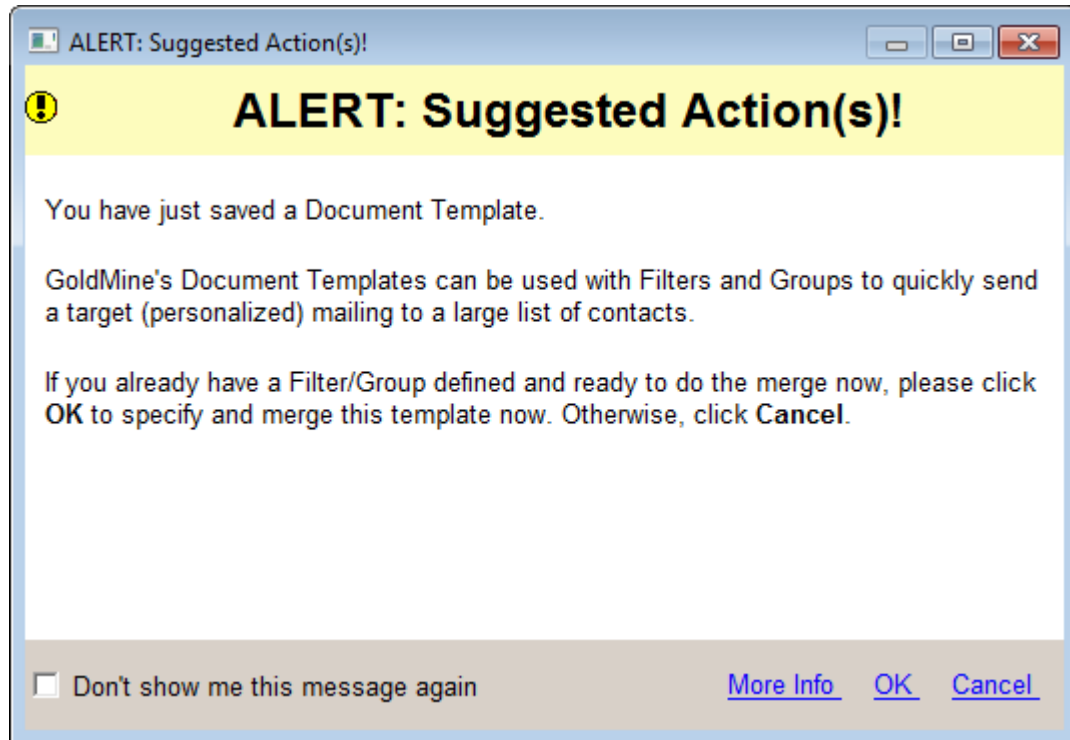 ALERT: Suggested Action(s)!
ALERT: Suggested Action(s)!
You have just saved a Document Template.
GoldMine's Document Templates can be used with Filters and Groups to quickly send
a target (personalized) mailing to a large list of contacts.
If you already have a Filter/Group defined and ready to do the merge now, please click
OK to specify and merge this template now. Otherwise, click Cancel.
Don't show me this message again More Info OK Cancel